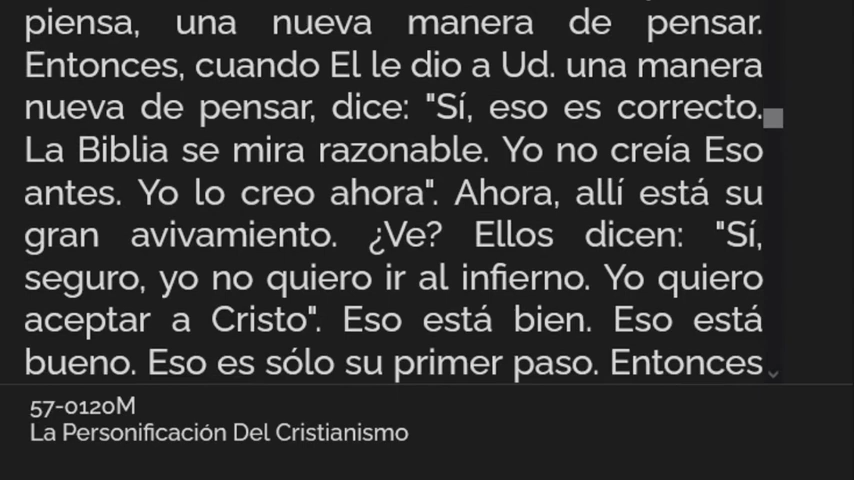 piensa, una nueva manera de pensar.
Entonces, cuando El le dio a Ud. una manera
nueva de pensar, dice: "Sí, eso es correcto.
La Biblia se mira razonable. Yo no creía Eso
antes. Yo lo creo ahora". Ahora, allí está su
gran avivamiento. ¿Ve? Ellos dicen: "Sí,
seguro, yo no quiero ir al infierno. Yo quiero
aceptar a Cristo". Eso está bien. Eso está
bueno. Eso es sólo su primer paso. Entonces
57-0120M
La Personificación Del Cristianismo